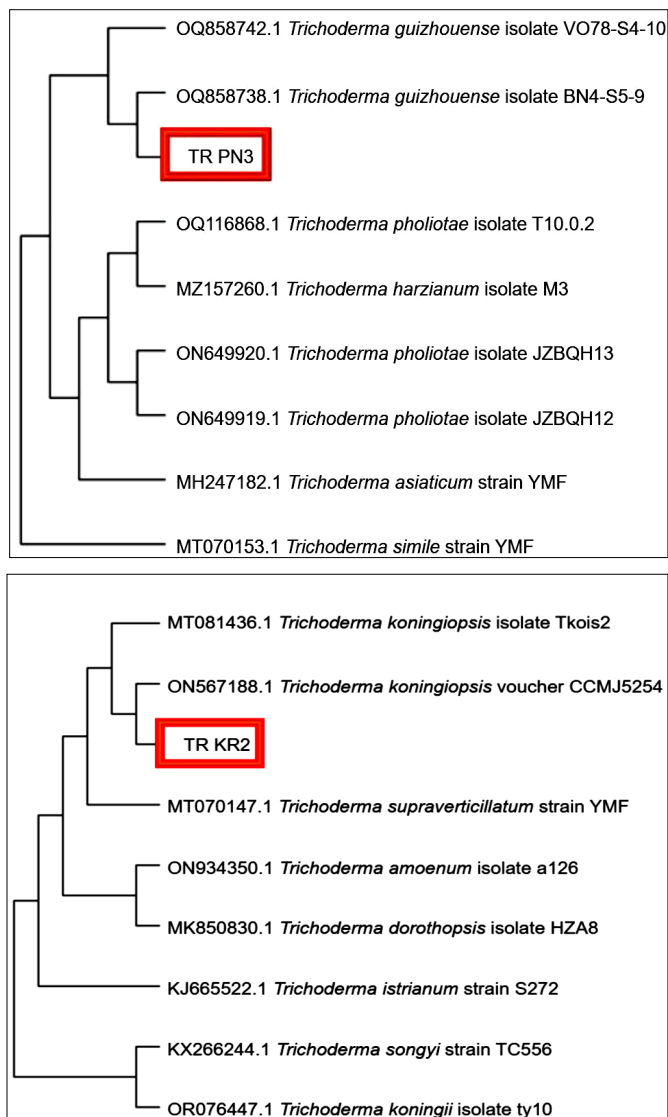 OQ858742.1 Trichoderma guizhouense isolate VO78-S4-10
OQ858738.1 Trichoderma guizhouense isolate BN4-S5-9
TR PN3
OQ116868.1 Trichoderma pholiotae isolate T10.0.2
MZ157260.1 Trichoderma harzianum isolate M3
ON649920.1 Trichoderma pholiotae isolate JZBQH13
ON649919.1 Trichoderma pholiotae isolate JZBQH12
MH247182.1 Trichoderma asiaticum strain YMF
MT070153.1 Trichoderma simile strain YMF
MT081436.1 Trichoderma koningiopsis isolate Tkois2
ON567188.1 Trichoderma koningiopsis voucher CCMJ5254
TR KR2
MT070147.1 Trichoderma supraverticillatum strain YMF
ON934350.1 Trichoderma amoenum isolate a126
MK850830.1 Trichoderma dorothopsis isolate HZA8
KJ665522.1 Trichoderma istrianum strain S272
KX266244.1 Trichoderma songyi strain TC556
OR076447.1 Trichoderma koningii isolate ty10